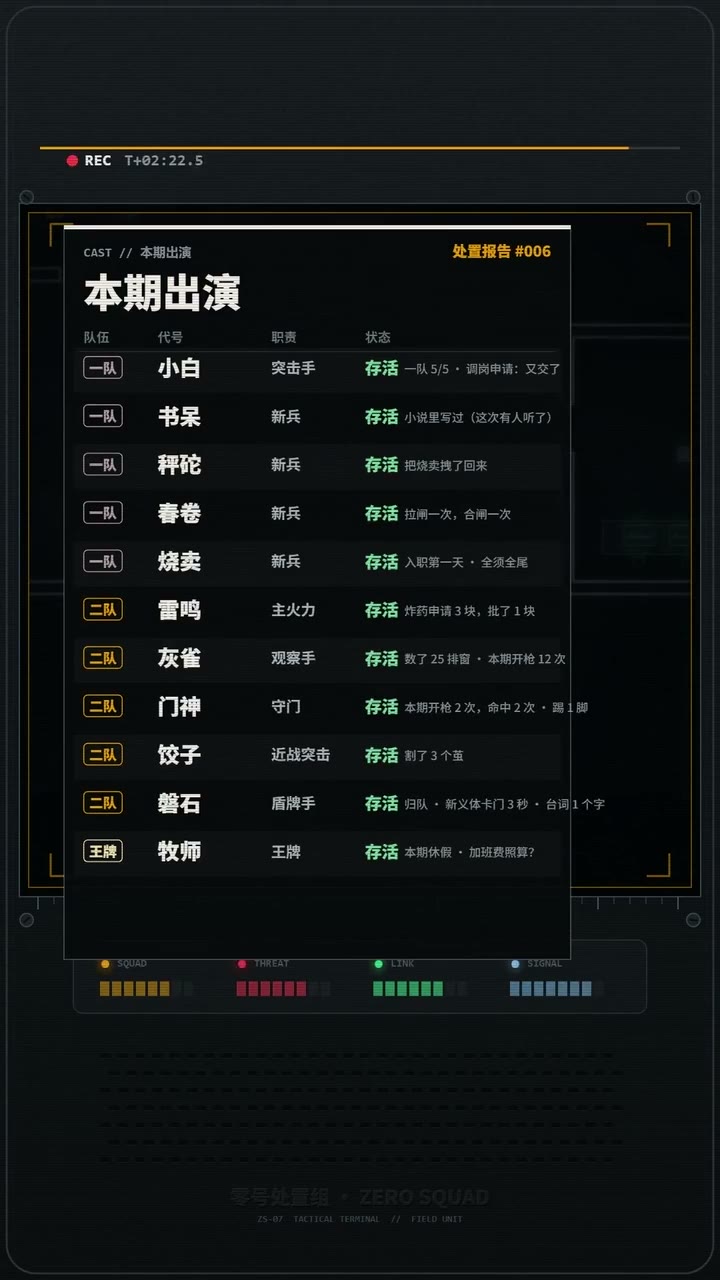 REC T+02:22.5
CAST // 本期出演 处置报告 #006
本期出演
队伍 代号 职责 状态
一队 小白 突击手 存活 一队 5/5 · 调岗申请：又交了
一队 书呆 新兵 存活 小说里写过（这次有人听了）
一队 秤砣 新兵 存活 把烧卖拽了回来
一队 春卷 新兵 存活 拉闸一次，合闸一次
一队 烧卖 新兵 存活 入职第一天 · 全须全尾
二队 雷鸣 主火力 存活 炸药申请 3 块，批了 1 块
二队 灰雀 观察手 存活 数了 25 排窗 · 本期开枪 12 次
二队 门神 守门 存活 本期开枪 2 次，命中 2 次 · 踢 1 脚
二队 饺子 近战突击 存活 割了 3 个茧
二队 磐石 盾牌手 存活 归队 · 新义体卡门 3 秒 · 台词 1 个字
王牌 牧师 王牌 存活 本期休假 · 加班费照算？
SQUAD THREAT LINK SIGNAL
零号处置组 · ZERO SQUAD
ZS-07 TACTICAL TERMINAL // FIELD UNIT